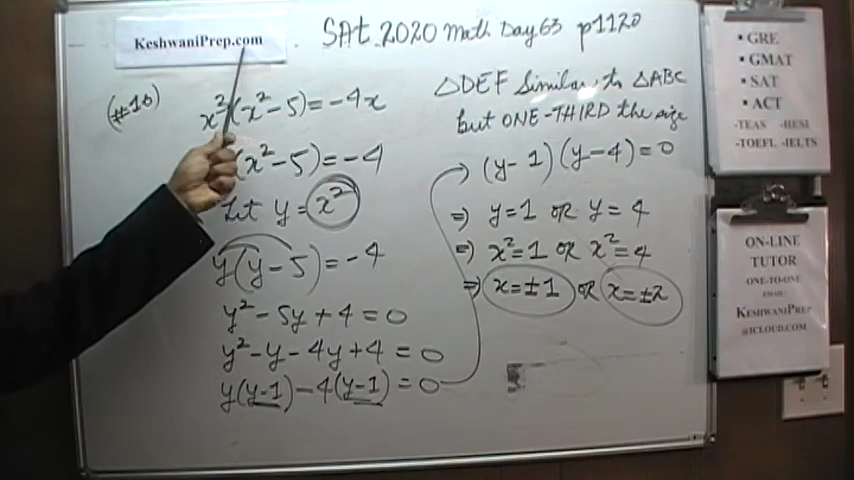 KeshwaniPrep.com
SAt 2020 Math Day 63 p1120
(#16)
x²(x²-5)=-4x
(x²-5)=-4
Let y=x²
y(y-5)=-4
y²-5y+4=0
y²-y-4y+4=0
y(y-1)-4(y-1)=0
△DEF Similar to △ABC
but ONE-THIRD the size
(y-1)(y-4)=0
⇒ y=1 OR y=4
⇒ x²=1 OR x²=4
⇒ x=±1 OR x=±2
• GRE
• GMAT
• SAT
• ACT
-TEAS -HESI
-TOEFL -IELTS
ON-LINE
TUTOR
ONE-TO-ONE
EMAIL:
KESHWANIPREP
@ICLOUD.COM